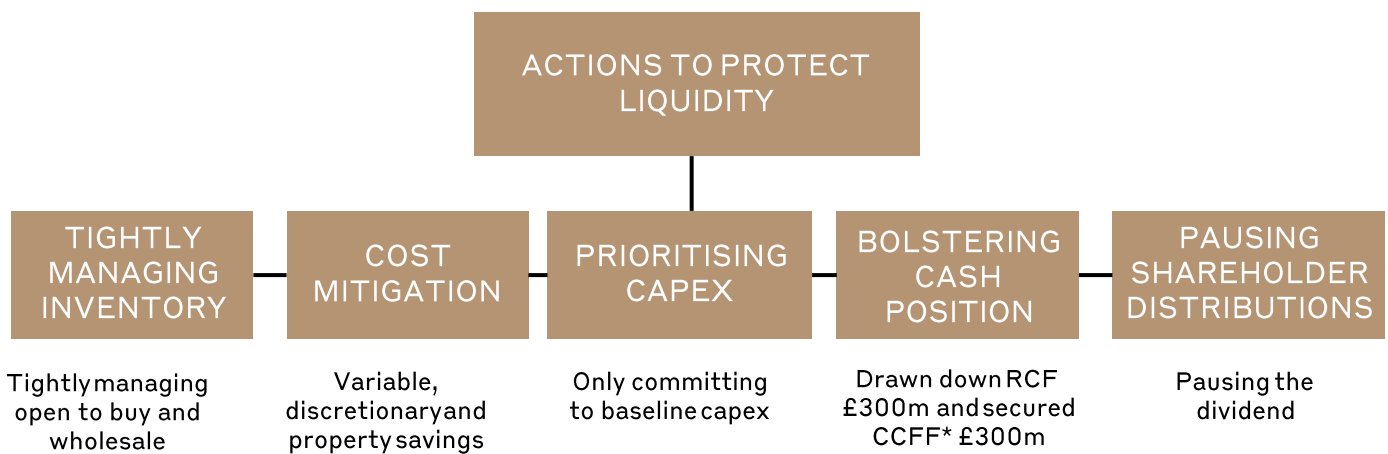 ACTIONS TO PROTECT
LIQUIDITY
TIGHTLY
MANAGING
INVENTORY
COST
MITIGATION
PRIORITISING
CAPEX
BOLSTERING
CASH
POSITION
PAUSING
SHAREHOLDER
DISTRIBUTIONS
Tightly managing
open to buy and
wholesale
Variable,
discretionary and
property savings
Only committing
to baseline capex
Drawn down RCF
£300m and secured
CCFF* £300m
Pausing the
dividend